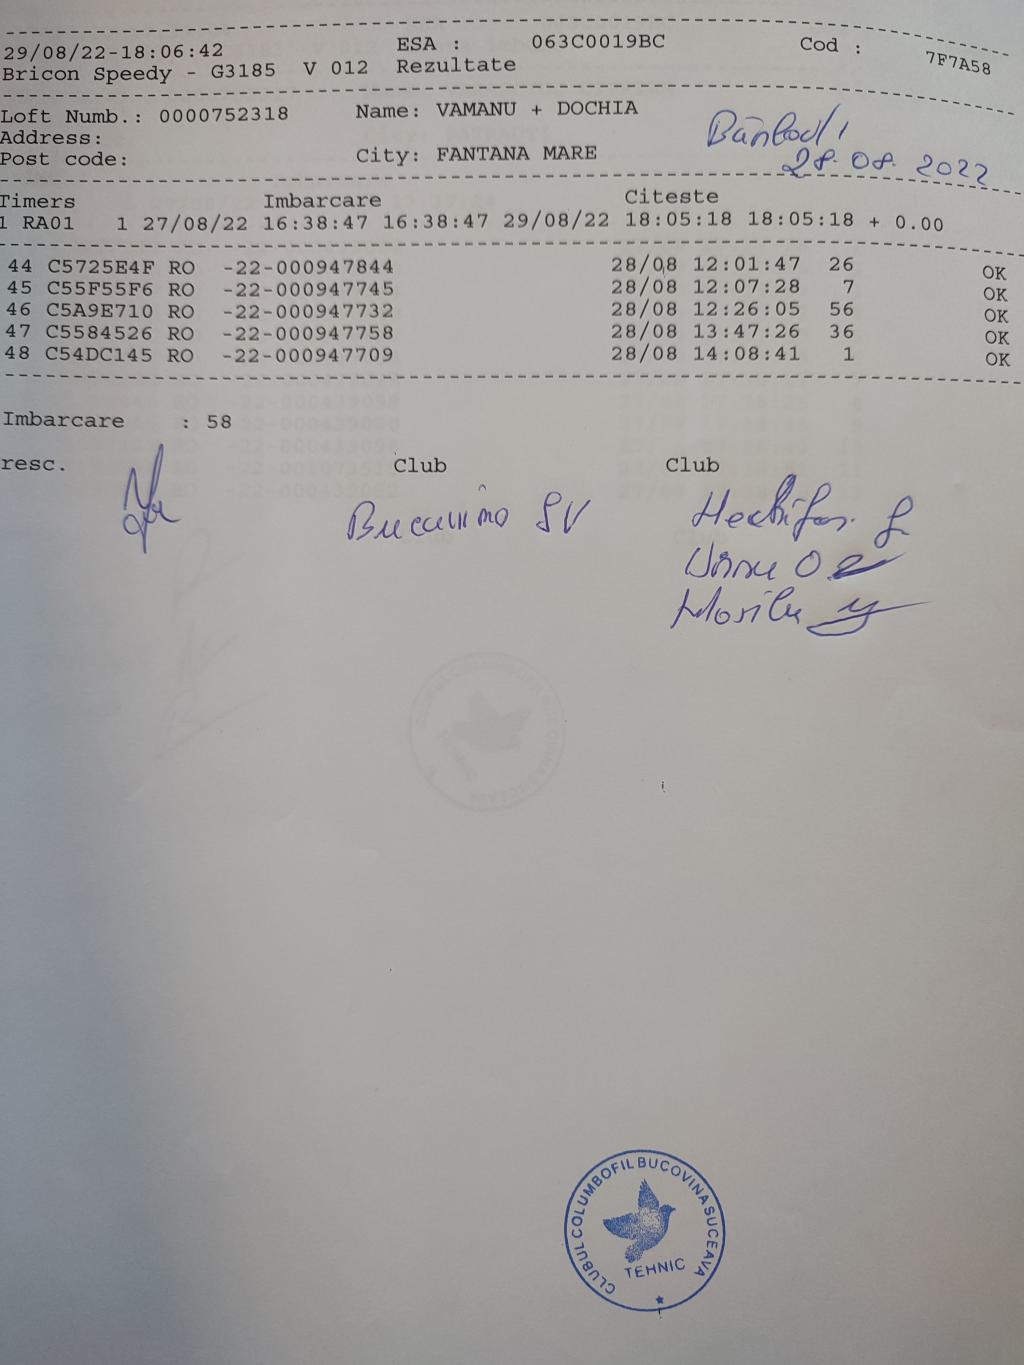 29/08/22-18:06:42 ESA : 063C0019BC Cod : 7F7A58
Bricon Speedy - G3185 V 012 Rezultate
Loft Numb.: 0000752318 Name: VAMANU + DOCHIA
Address:
Post code: City: FANTANA MARE
28.08.2022
Timers Imbarcare Citeste
1 RA01 1 27/08/22 16:38:47 16:38:47 29/08/22 18:05:18 18:05:18 + 0.00
44 C5725E4F RO -22-000947844 28/08 12:01:47 26 OK
45 C55F55F6 RO -22-000947745 28/08 12:07:28 7 OK
46 C5A9E710 RO -22-000947732 28/08 12:26:05 56 OK
47 C5584526 RO -22-000947758 28/08 13:47:26 36 OK
48 C54DC145 RO -22-000947709 28/08 14:08:41 1 OK
Imbarcare : 58
resc. Club Club
SV
CLUBUL COLUMBOFIL BUCOVINA SUCEAVA
TEHNIC